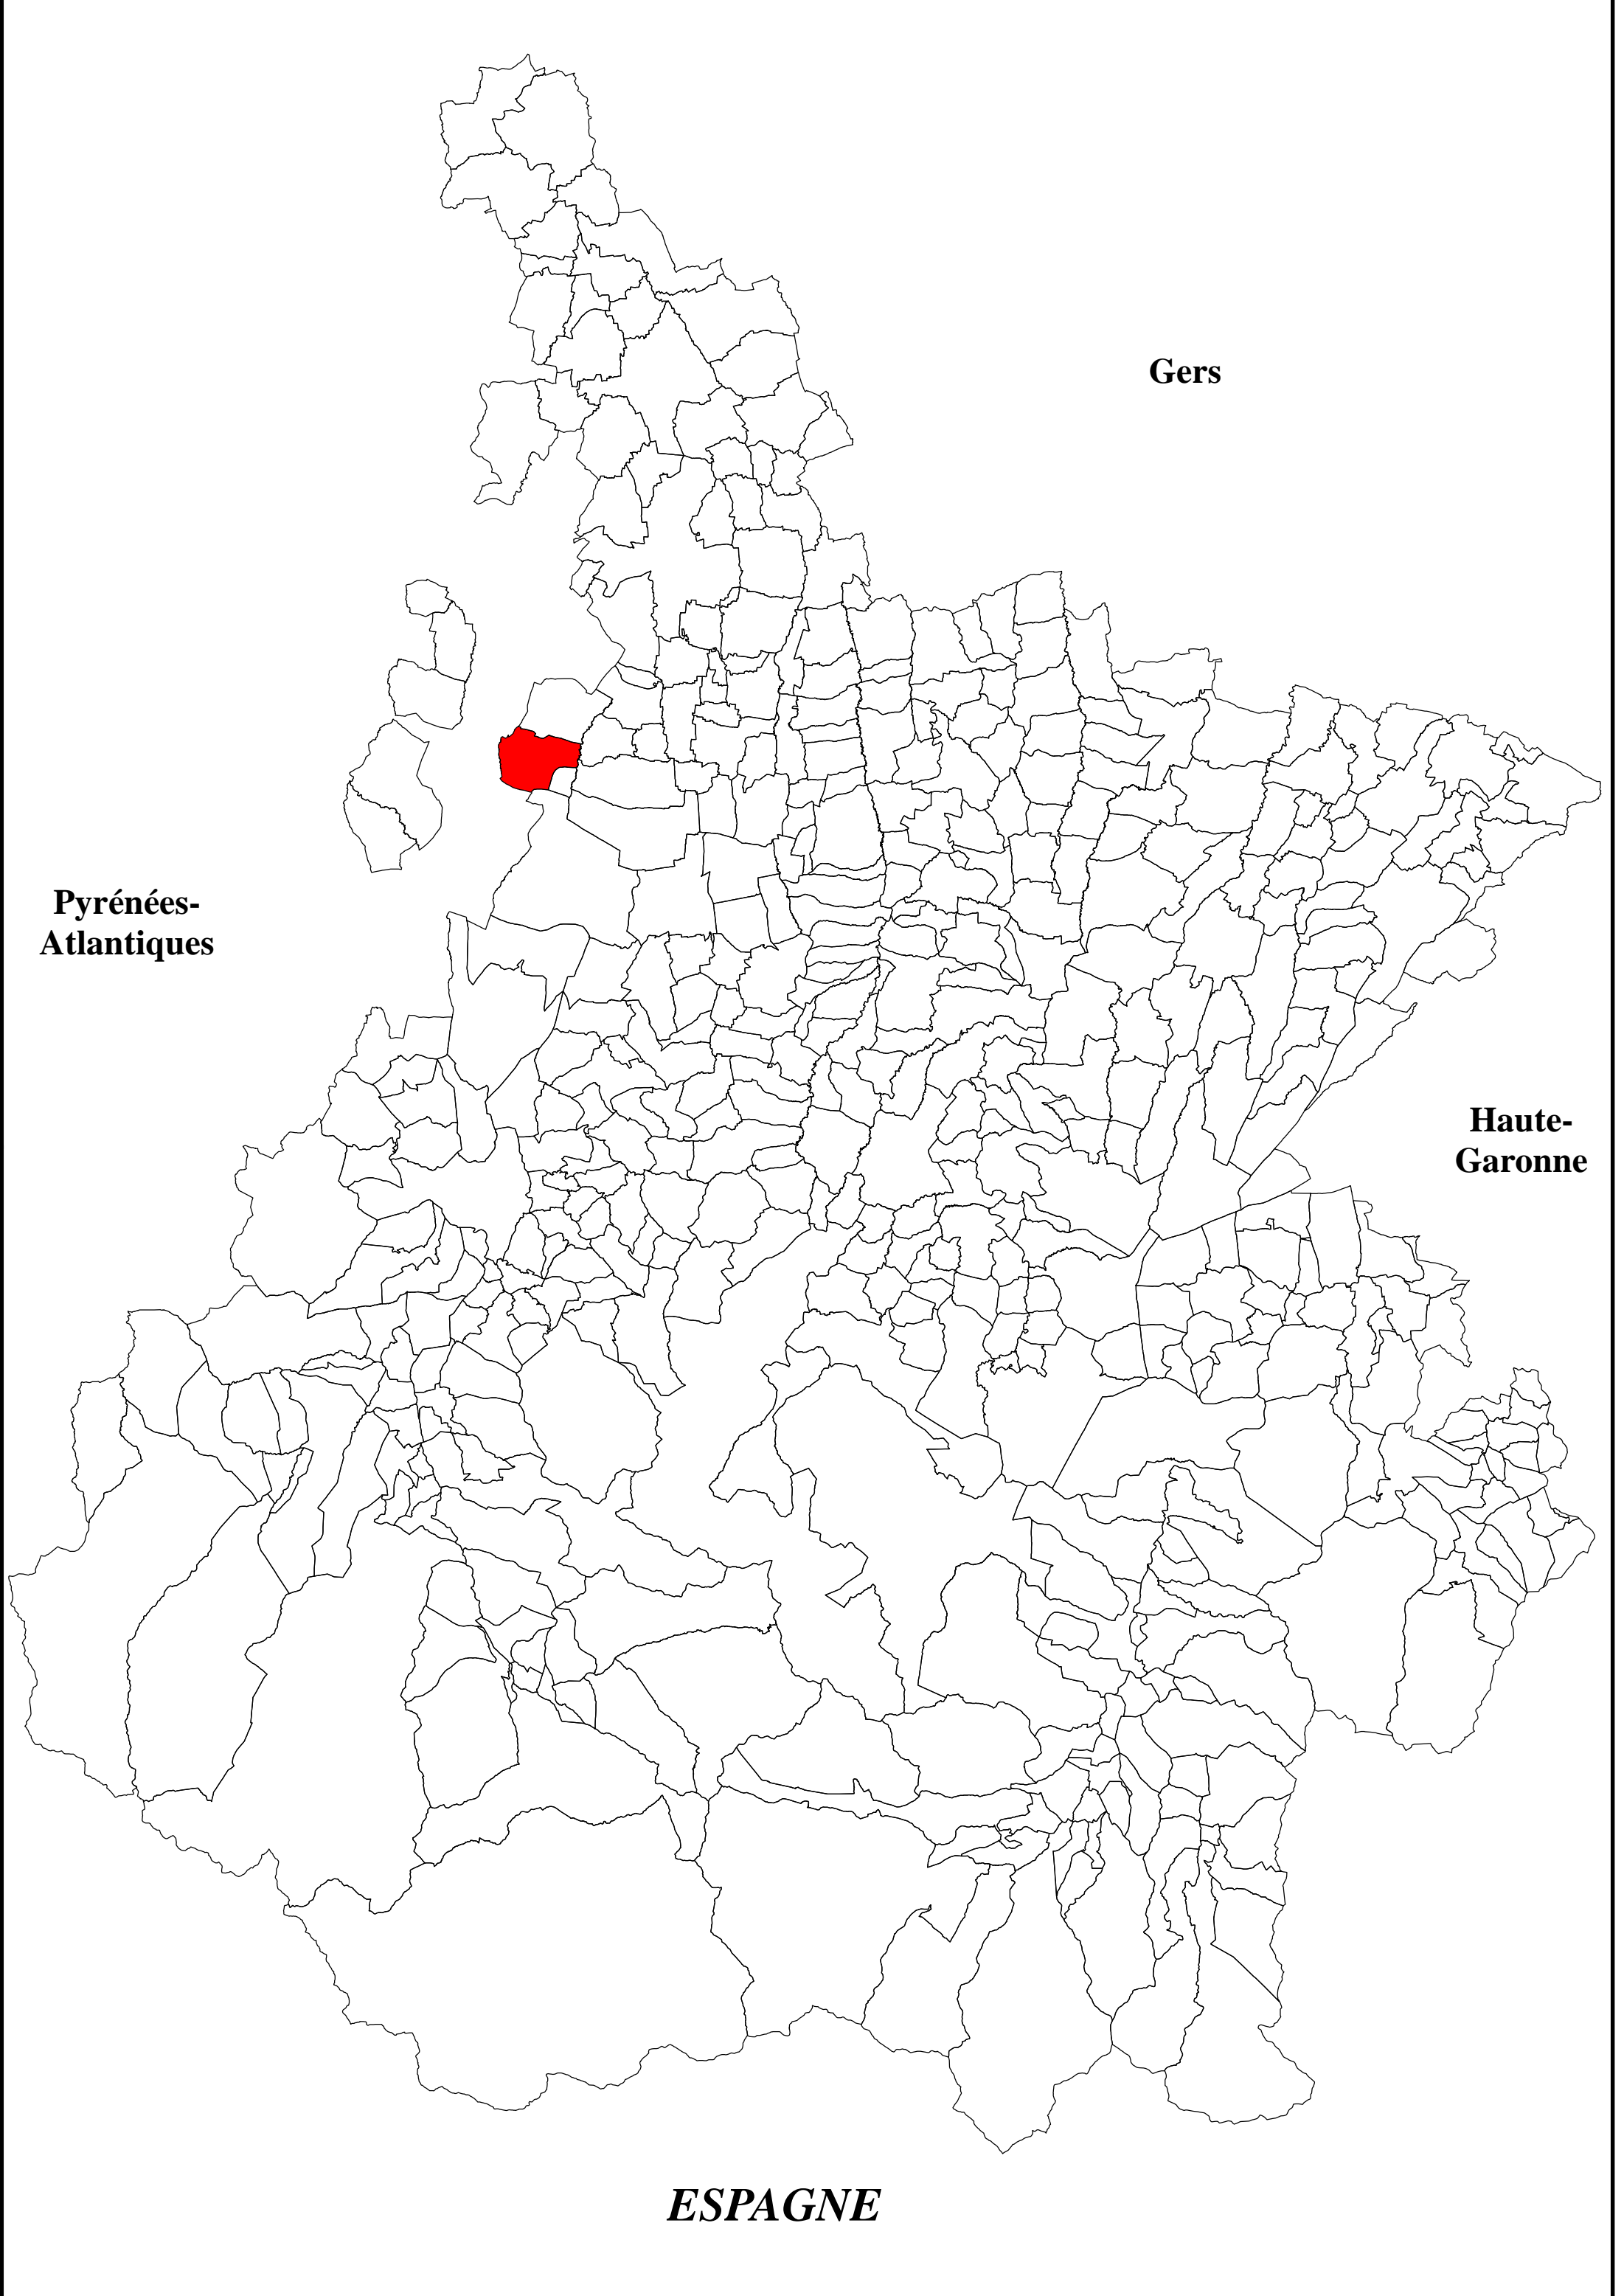 Gers
Pyrénées-
Atlantiques
Haute-
Garonne
ESPAGNE